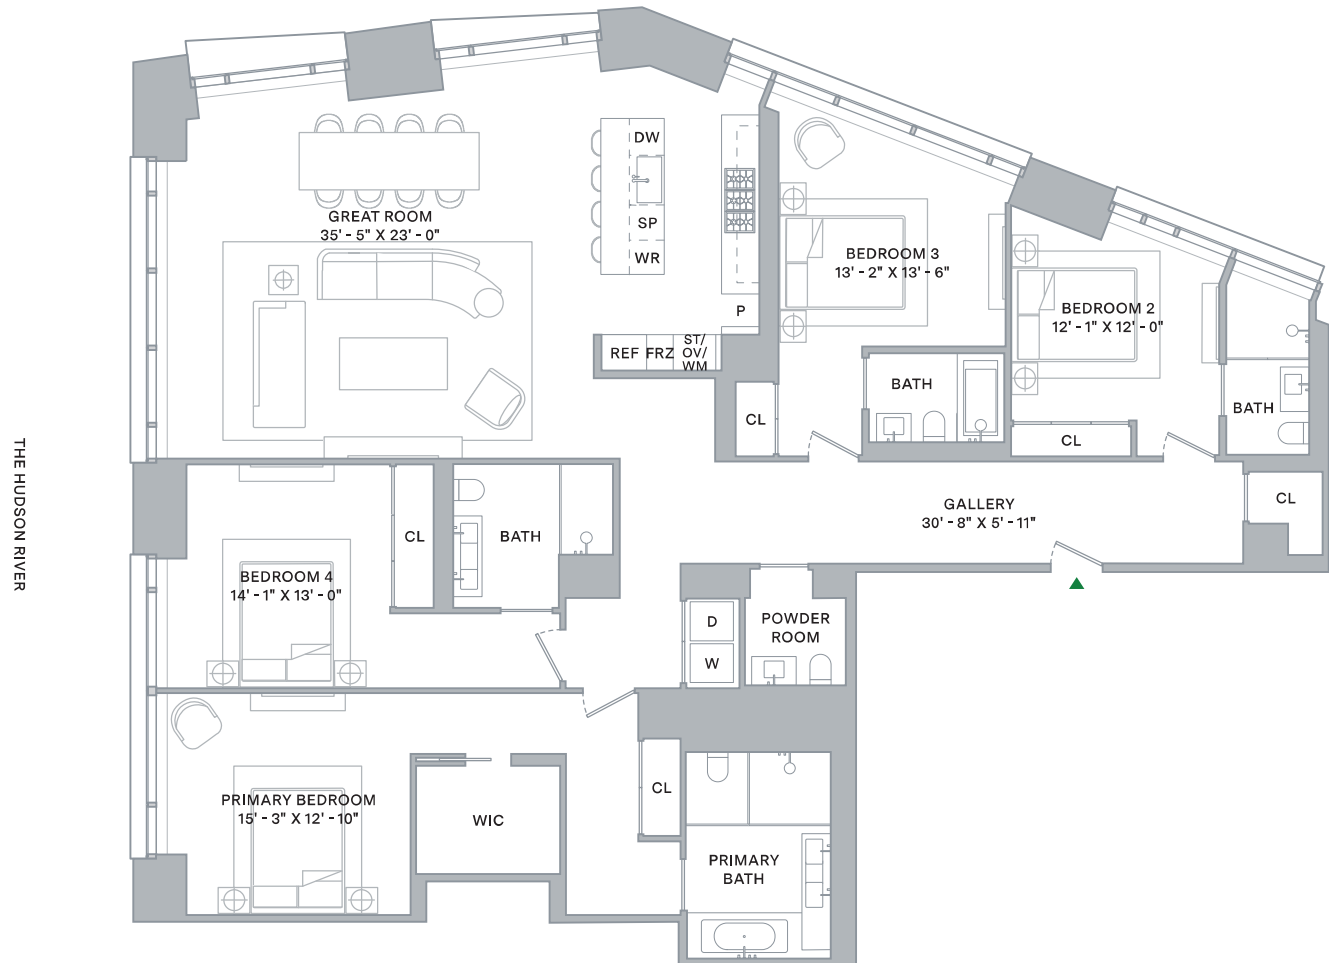 DW
SP
WR
GREAT ROOM
35' - 5" X 23' - 0"
P
REF
FRZ
ST/
OV/
WM
BEDROOM 3
13' - 2" X 13' - 6"
BEDROOM 2
12' - 1" X 12' - 0"
BATH
CL
CL
BATH
GALLERY
30' - 8" X 5' - 11"
CL
THE HUDSON RIVER
CL
BATH
BEDROOM 4
14' - 1" X 13' - 0"
D
W
POWDER
ROOM
PRIMARY BEDROOM
15' - 3" X 12' - 10"
WIC
CL
PRIMARY
BATH